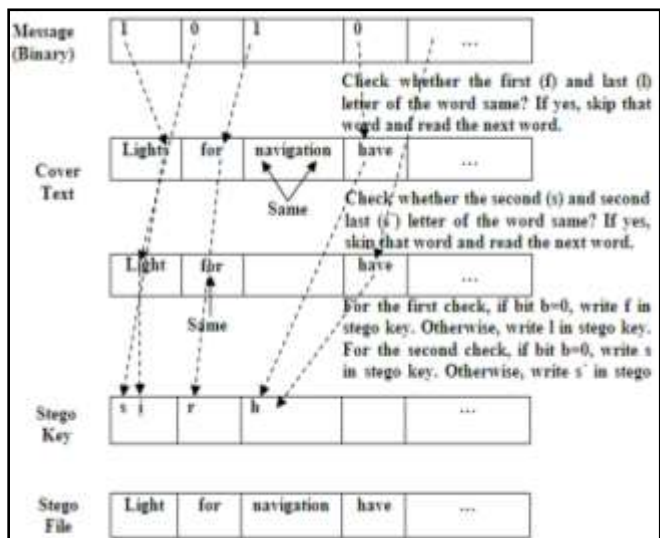 Message (Binary)
1 0 1 0 ...
Check whether the first (f) and last (l)
letter of the word same? If yes, skip that
word and read the next word.
Cover Text
Lights for navigation have ...
Same
Check whether the second (s) and second
last (s`) letter of the word same? If yes,
skip that word and read the next word.
Light for have ...
Same
For the first check, if bit b=0, write f in
stego key. Otherwise, write l in stego key.
For the second check, if bit b=0, write s
in stego key. Otherwise, write s` in stego
Stego Key
s i r h ...
Stego File
Light for navigation have ...